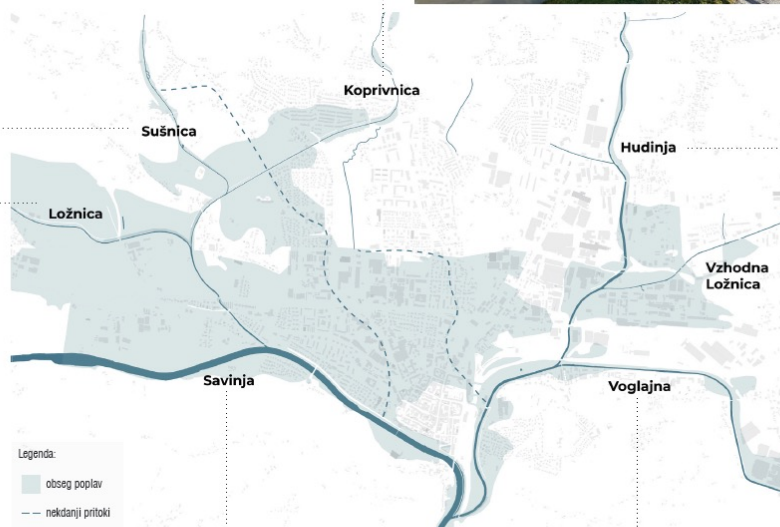 Koprivnica
Sušnica
Hudinja
Ložnica
Vzhodna
Ložnica
Savinja
Voglajna
Legenda:
obseg poplav
nekdanji pritoki